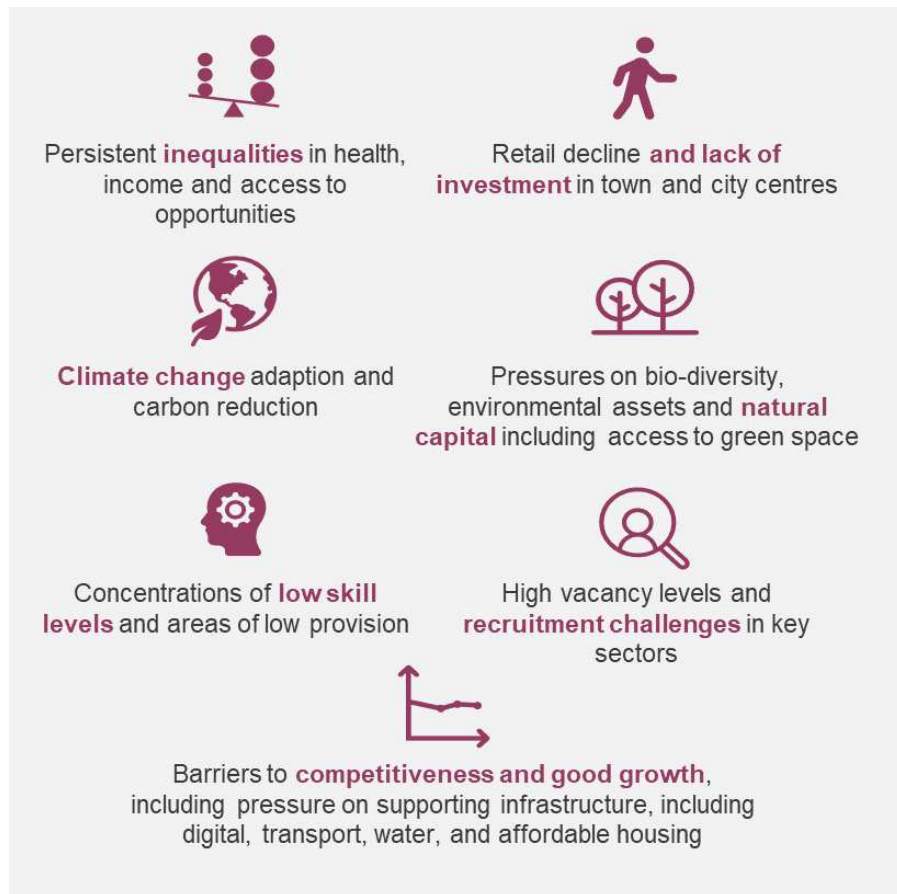 Persistent inequalities in health,
income and access to
opportunities
Retail decline and lack of
investment in town and city centres
Climate change adaption and
carbon reduction
Pressures on bio-diversity,
environmental assets and natural
capital including access to green space
Concentrations of low skill
levels and areas of low provision
High vacancy levels and
recruitment challenges in key
sectors
Barriers to competitiveness and good growth,
including pressure on supporting infrastructure, including
digital, transport, water, and affordable housing